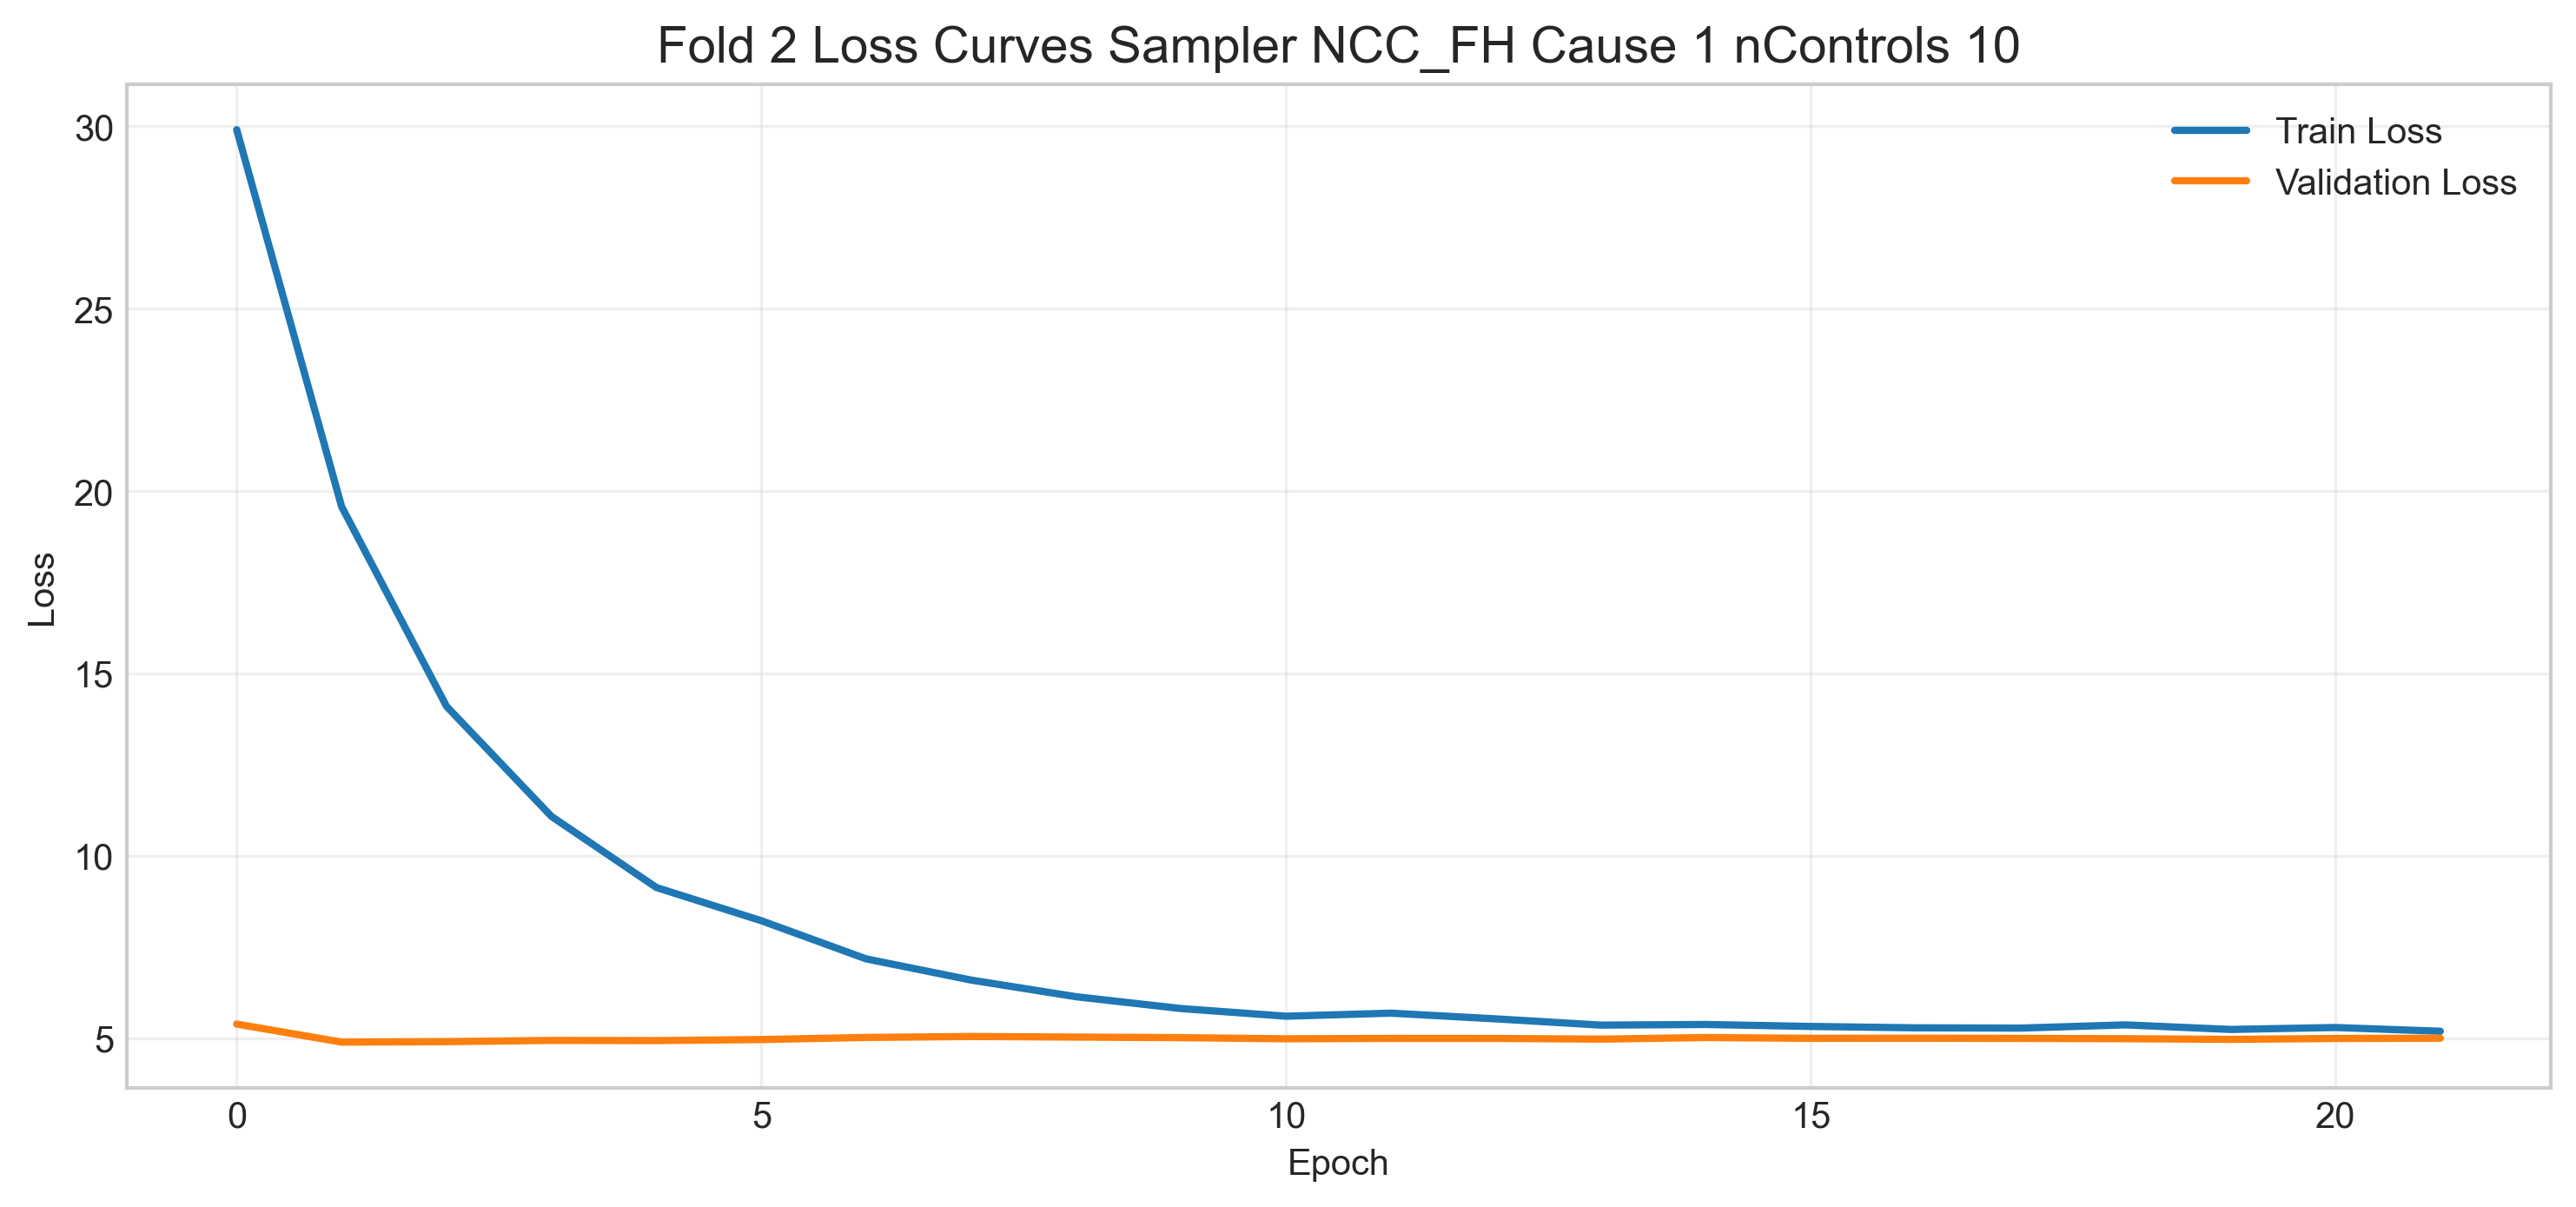 Fold 2 Loss Curves Sampler NCC_FH Cause 1 nControls 10
Train Loss
Validation Loss
30
25
20
15
10
5
Loss
0 5 10 15 20
Epoch